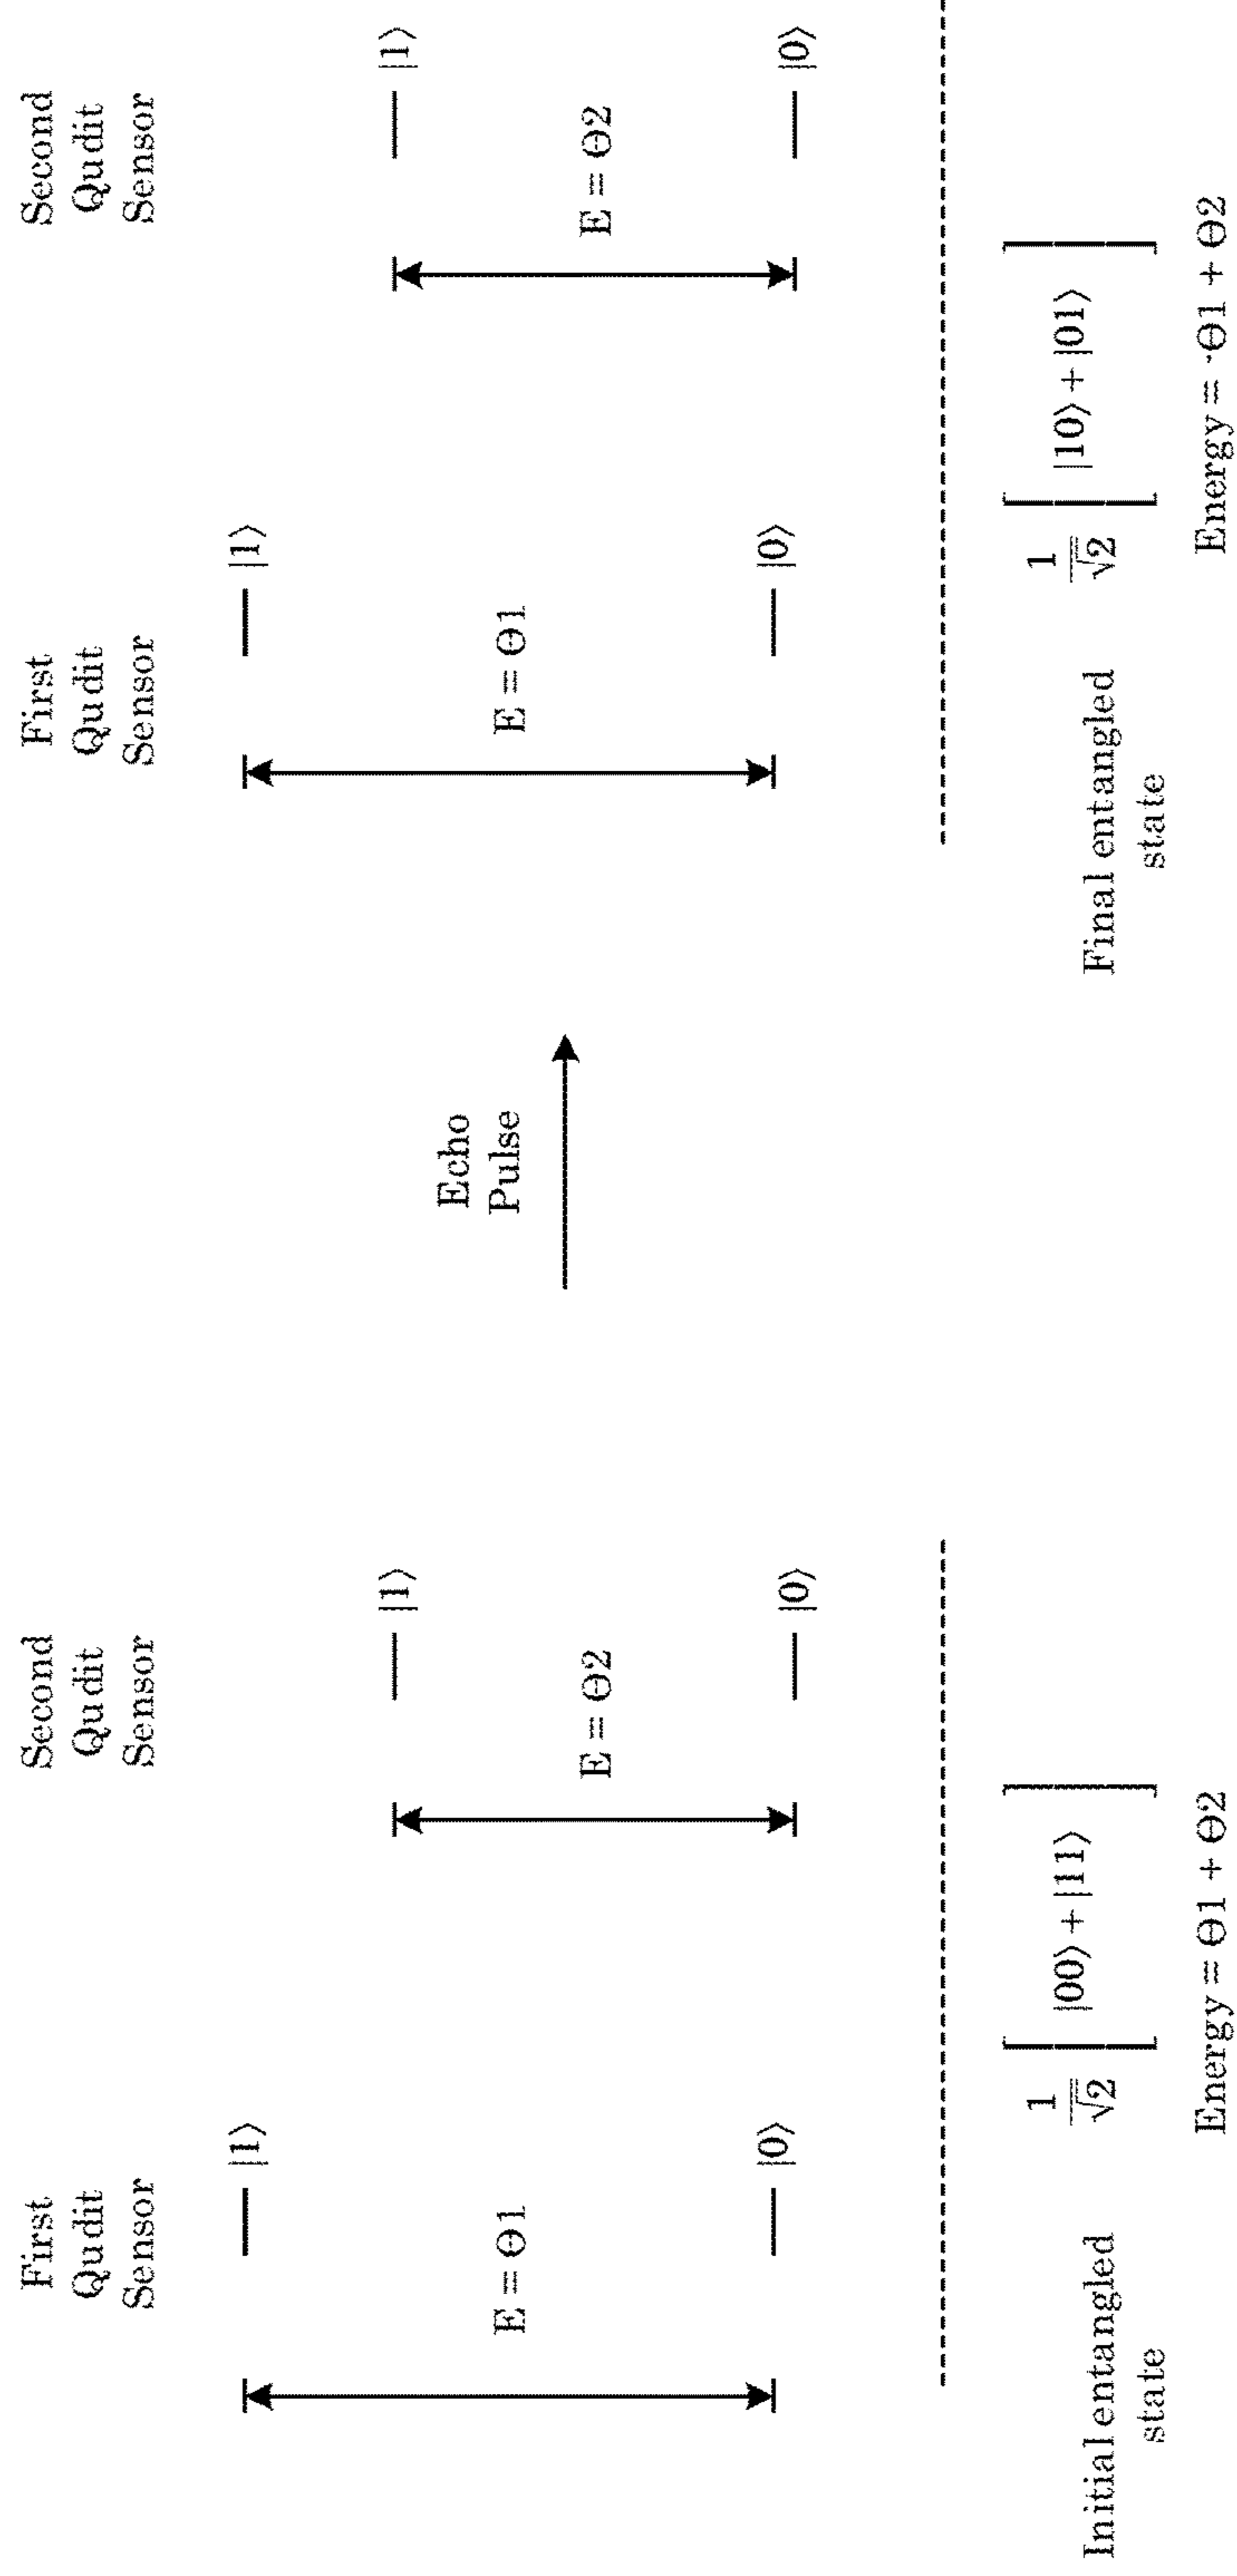 First
Qudit
Sensor
Second
Qudit
Sensor
|1⟩
|1⟩
E = Θ1
E = Θ2
|0⟩
|0⟩
Initial entangled
state
1
√2
[ |00⟩ + |11⟩ ]
Energy = Θ1 + Θ2
Echo
Pulse
First
Qudit
Sensor
Second
Qudit
Sensor
|1⟩
|1⟩
E = Θ1
E = Θ2
|0⟩
|0⟩
Final entangled
state
1
√2
[ |10⟩ + |01⟩ ]
Energy = -Θ1 + Θ2